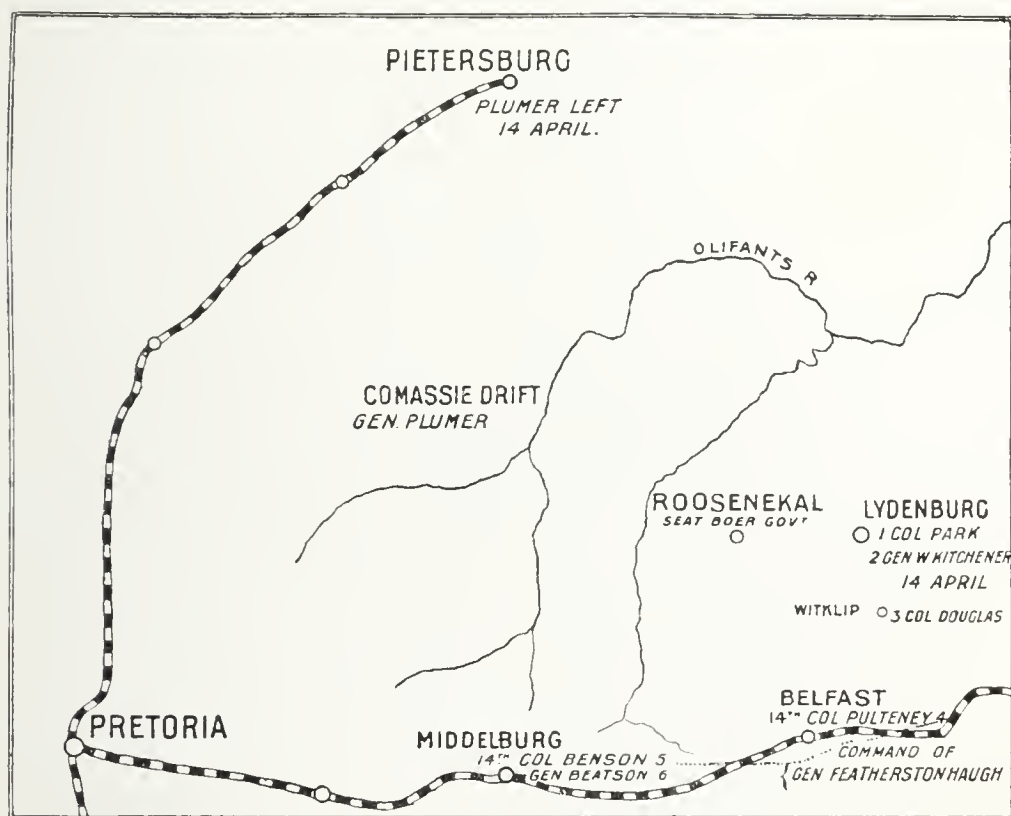 PIETERSBURG
PLUMER LEFT
14 APRIL.
OLIFANTS R
COMASSIE DRIFT
GEN. PLUMER
ROOSENEKAL
SEAT BOER GOVT
LYDENBURG
1 COL PARK
2 GEN W KITCHENER
14 APRIL
WITKLIP
3 COL DOUGLAS
BELFAST
14TH COL PULTENEY 4
PRETORIA
MIDDELBURG
14TH COL BENSON 5
GEN BEATSON 6
COMMAND OF
GEN FEATHERSTONHAUGH